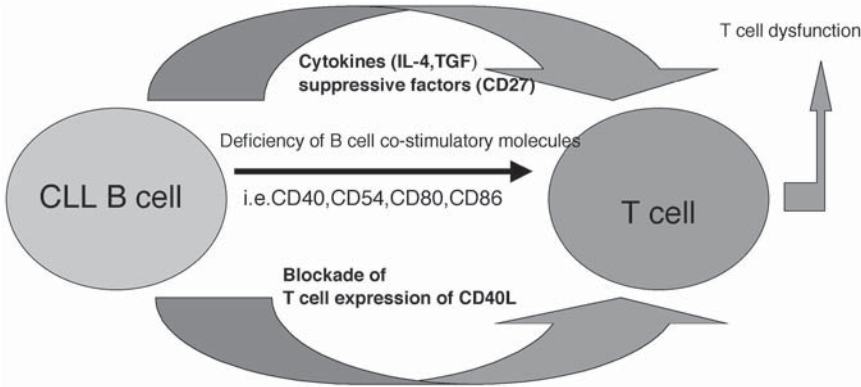 T cell dysfunction
Cytokines (IL-4,TGF)
suppressive factors (CD27)
Deficiency of B cell co-stimulatory molecules
CLL B cell
i.e.CD40,CD54,CD80,CD86
T cell
Blockade of
T cell expression of CD40L